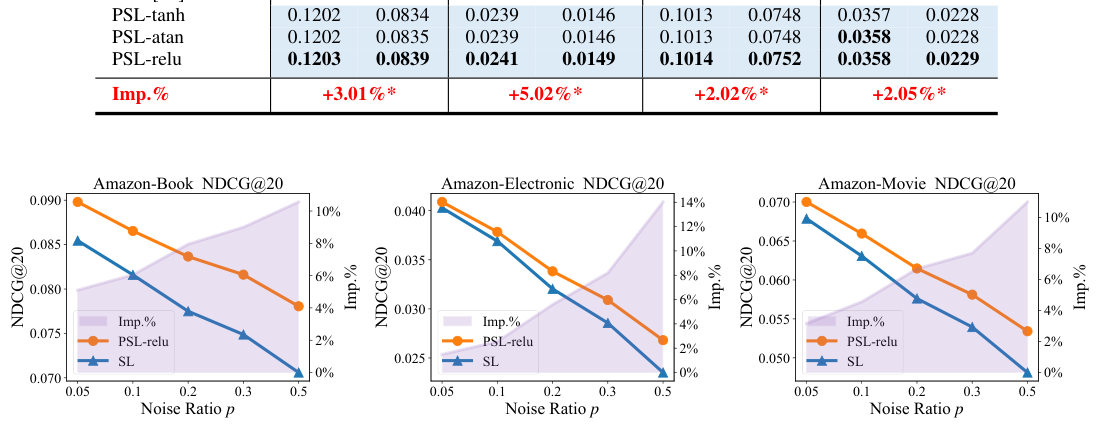 PSL-tanh 0.1202 0.0834 0.0239 0.0146 0.1013 0.0748 0.0357 0.0228
PSL-atan 0.1202 0.0835 0.0239 0.0146 0.1013 0.0748 0.0358 0.0228
PSL-relu 0.1203 0.0839 0.0241 0.0149 0.1014 0.0752 0.0358 0.0229
Imp.% +3.01%* +5.02%* +2.02%* +2.05%*
Amazon-Book NDCG@20
0.090
0.085
0.080
0.075
0.070
NDCG@20
10%
8%
6%
4%
2%
0%
Imp.%
Imp.%
PSL-relu
SL
0.05 0.1 0.2 0.3 0.5
Noise Ratio p
Amazon-Electronic NDCG@20
0.040
0.035
0.030
0.025
NDCG@20
14%
12%
10%
8%
6%
4%
2%
0%
Imp.%
Imp.%
PSL-relu
SL
0.05 0.1 0.2 0.3 0.5
Noise Ratio p
Amazon-Movie NDCG@20
0.070
0.065
0.060
0.055
0.050
NDCG@20
10%
8%
6%
4%
2%
0%
Imp.%
Imp.%
PSL-relu
SL
0.05 0.1 0.2 0.3 0.5
Noise Ratio p